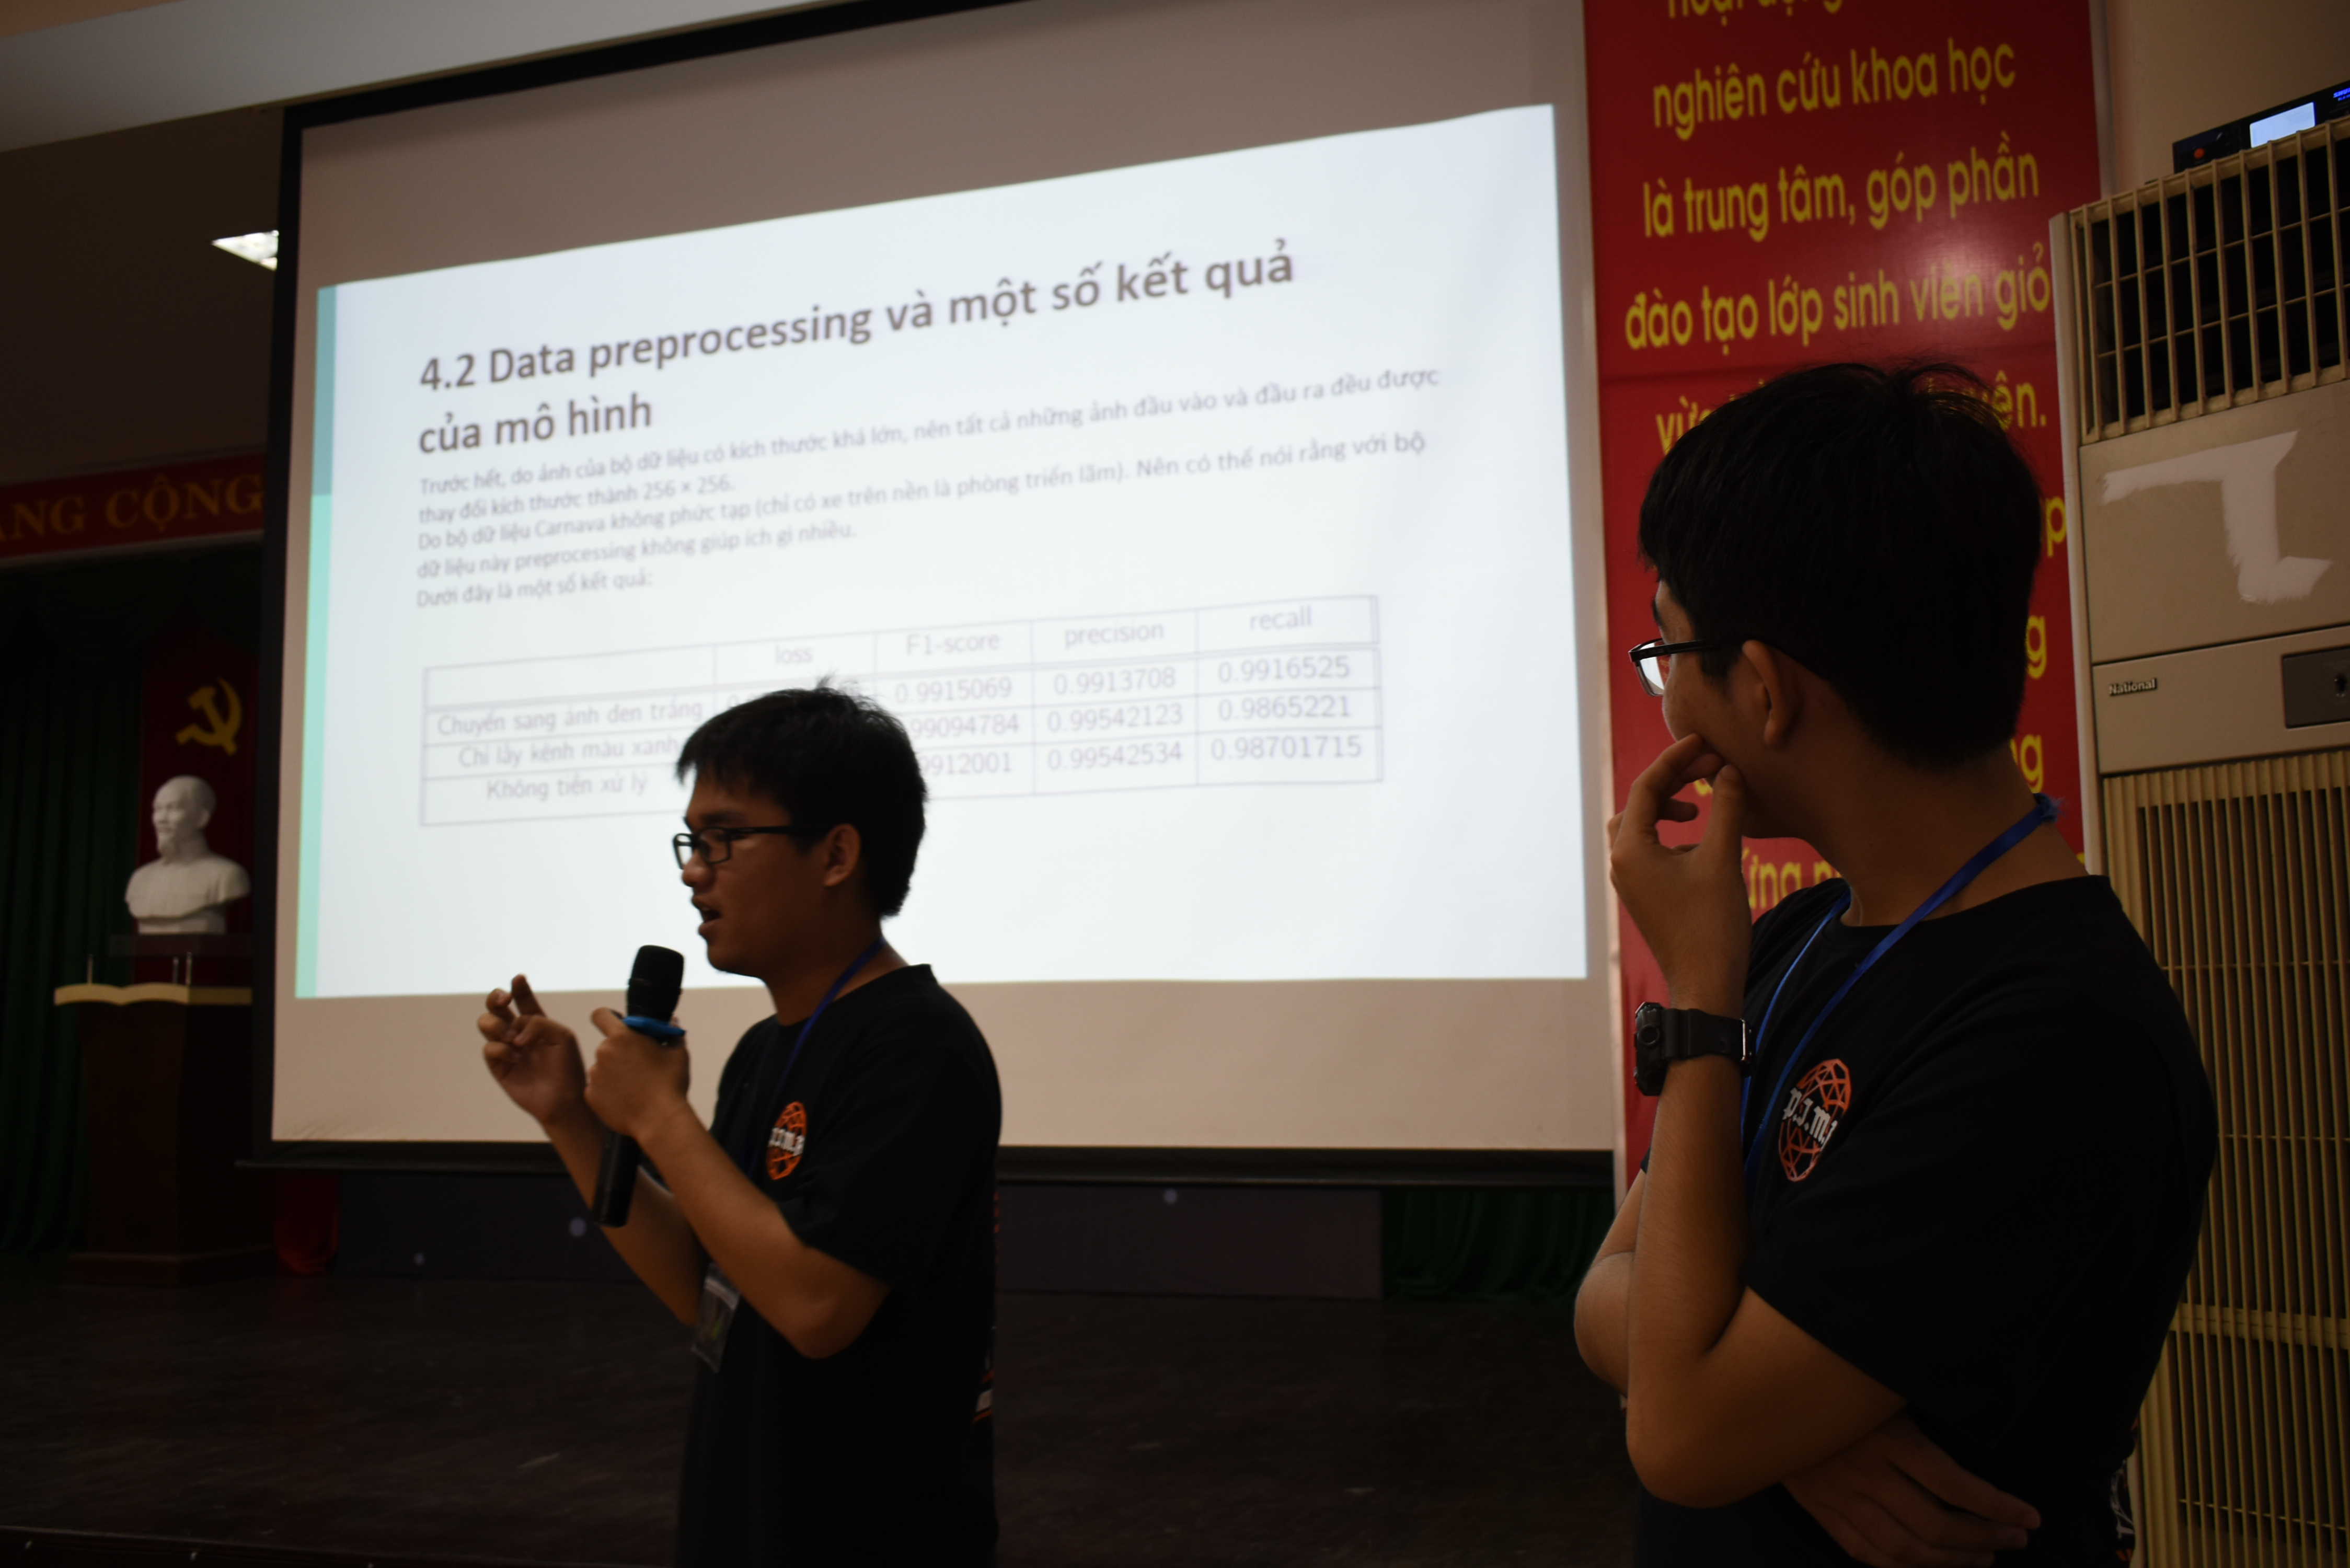 4.2 Data preprocessing và một số kết quả
của mô hình
Trước hết, do ảnh của bộ dữ liệu có kích thước khá lớn, nên tất cả những ảnh đầu vào và đầu ra đều được
thay đổi kích thước thành 256 × 256.
Do bộ dữ liệu Carnava không phức tạp (chỉ có xe trên nền là phòng triển lãm). Nên có thể nói rằng với bộ
dữ liệu này preprocessing không giúp ích gì nhiều.
Dưới đây là một số kết quả:
loss F1-score precision recall
Chuyển sang ảnh đen trắng 0.9915069 0.9913708 0.9916525
Chỉ lấy kênh màu xanh 99094784 0.99542123 0.9865221
Không tiền xử lý 9912001 0.99542534 0.98701715
nghiên cứu khoa học
là trung tâm, góp phần
đào tạo lớp sinh viên giỏ
CỘNG
National
p.i.m.a
p.i.m.a